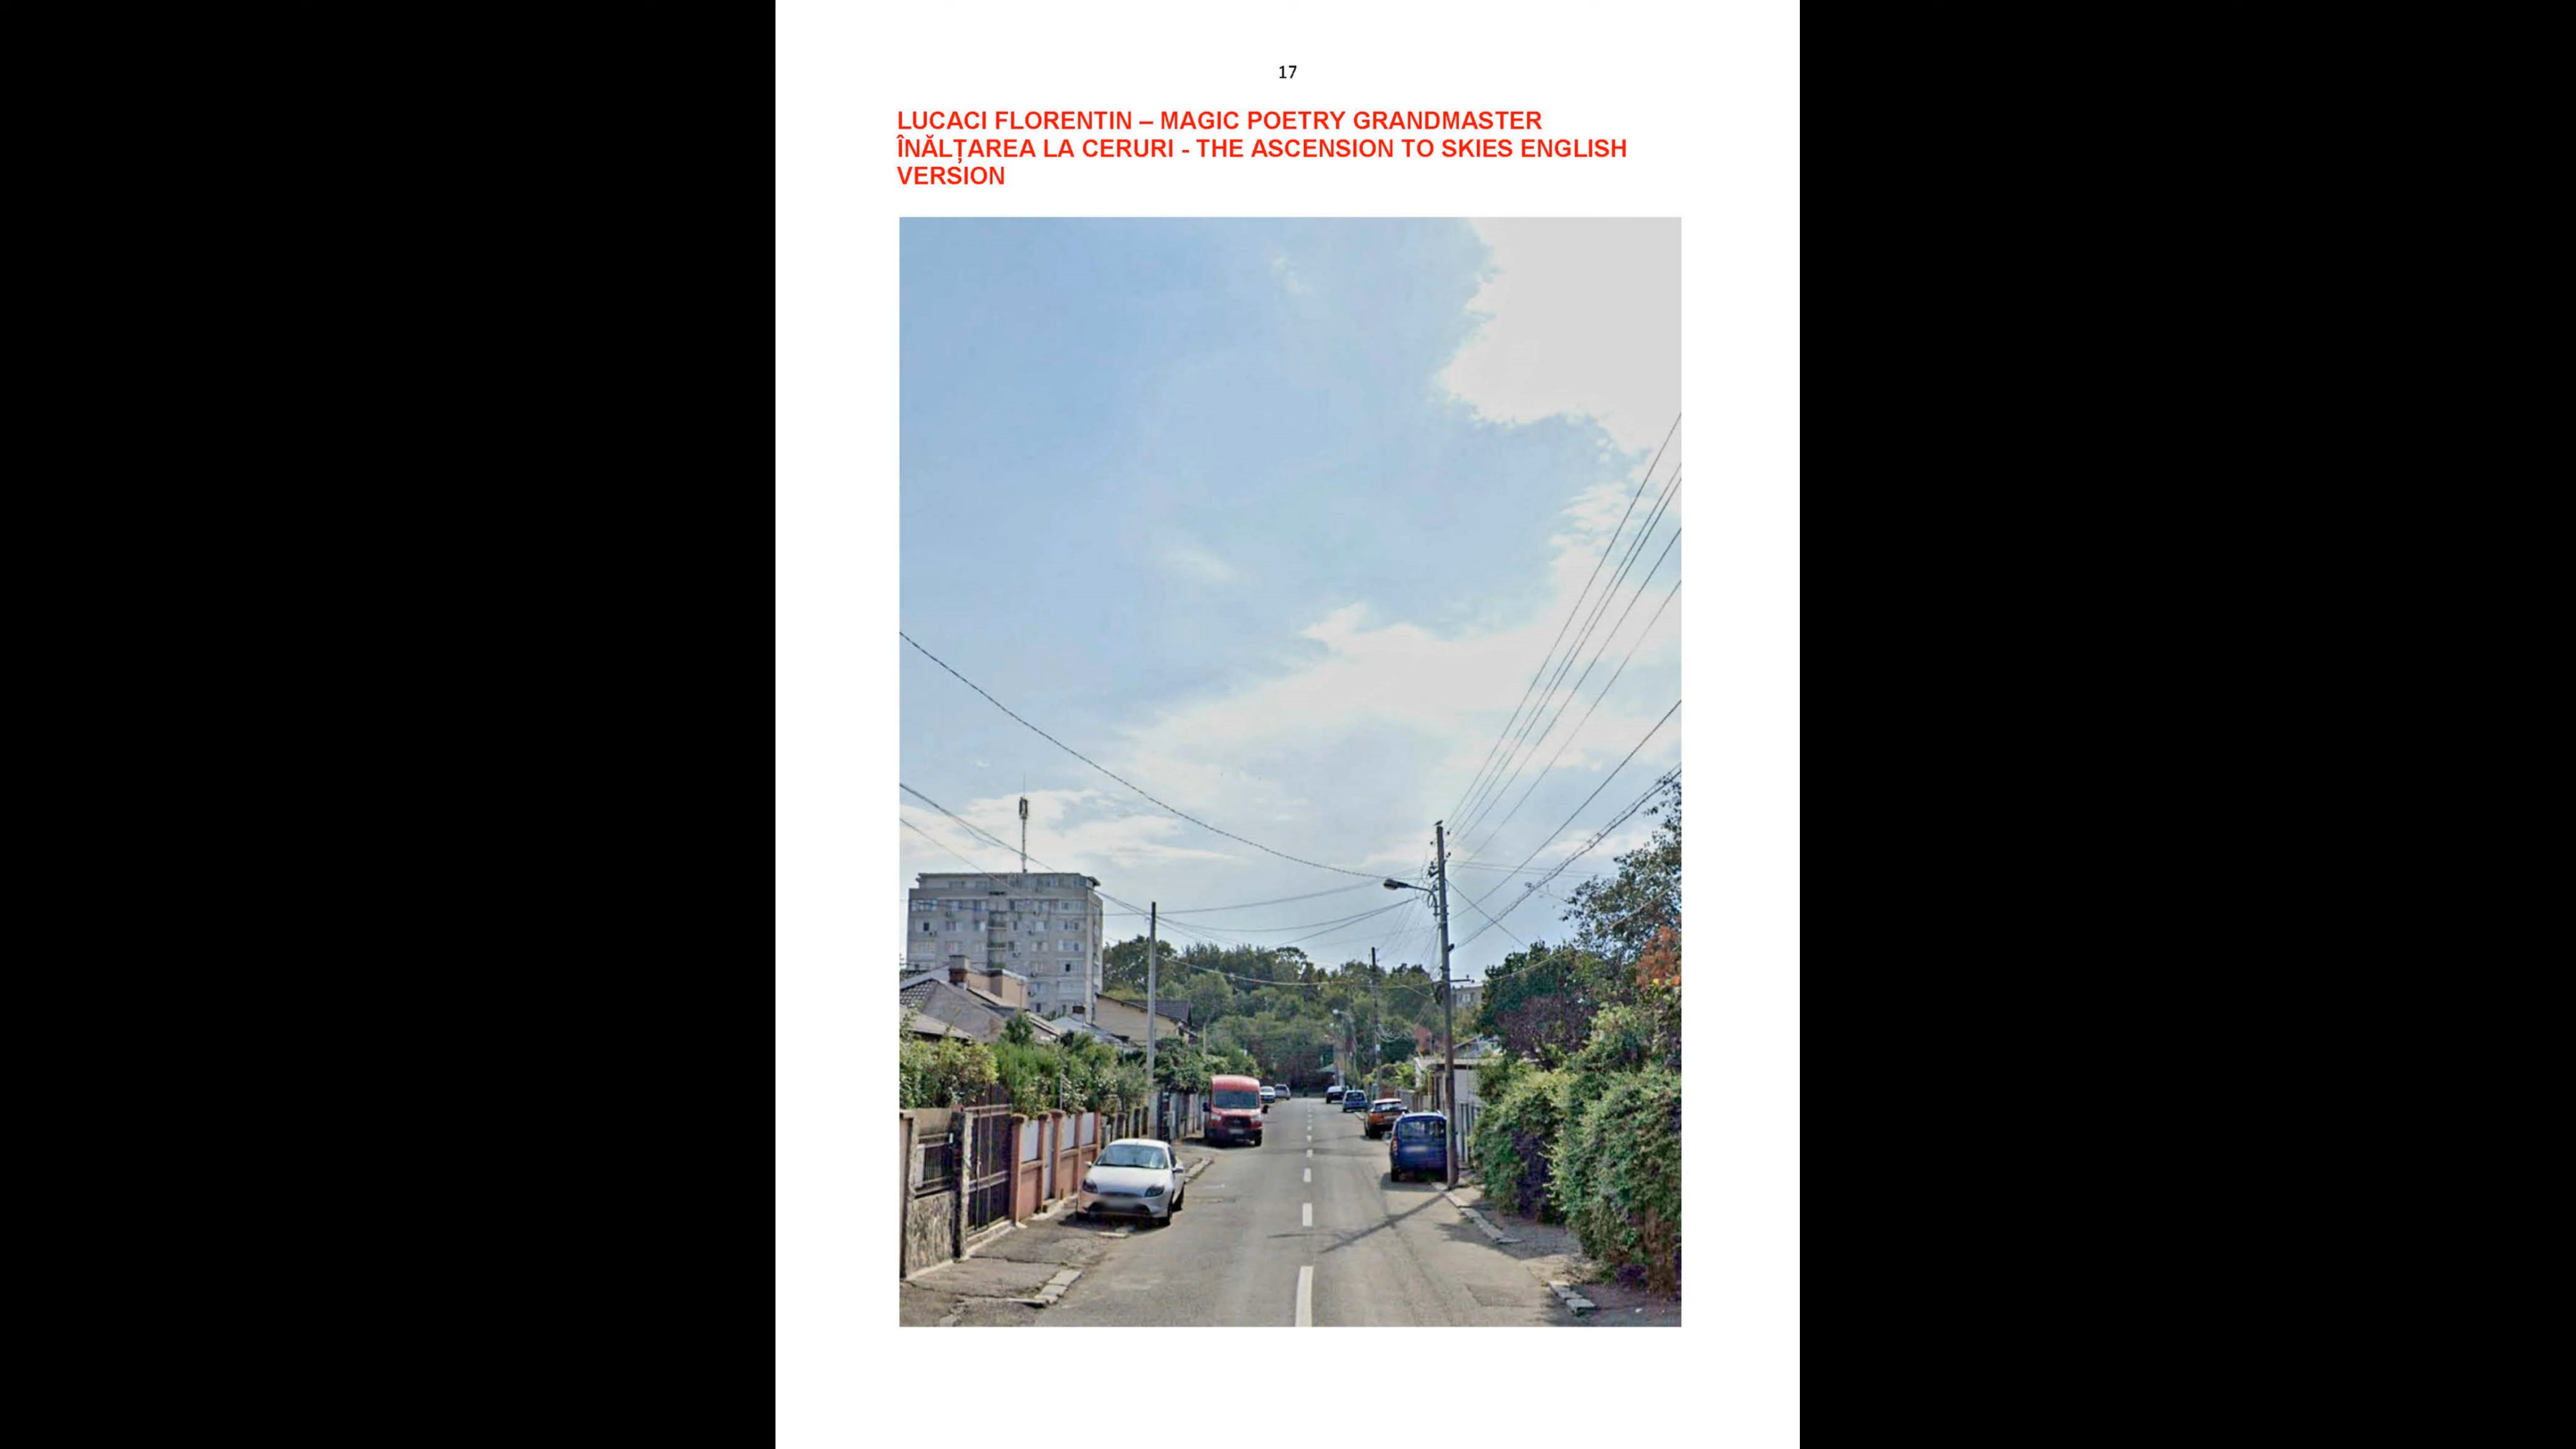 17
LUCACI FLORENTIN – MAGIC POETRY GRANDMASTER
ÎNĂLȚAREA LA CERURI - THE ASCENSION TO SKIES ENGLISH
VERSION